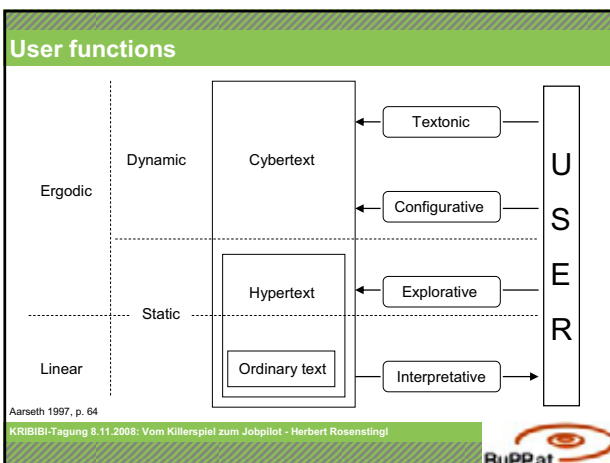 User functions
Textonic
Dynamic
Cybertext
U
Ergodic
Configurative
S
Hypertext
Explorative
E
Static
R
Linear
Ordinary text
Interpretative
Aarseth 1997, p. 64
KRIBIBI-Tagung 8.11.2008: Vom Killerspiel zum Jobpilot - Herbert Rosenstingl
BuPPat